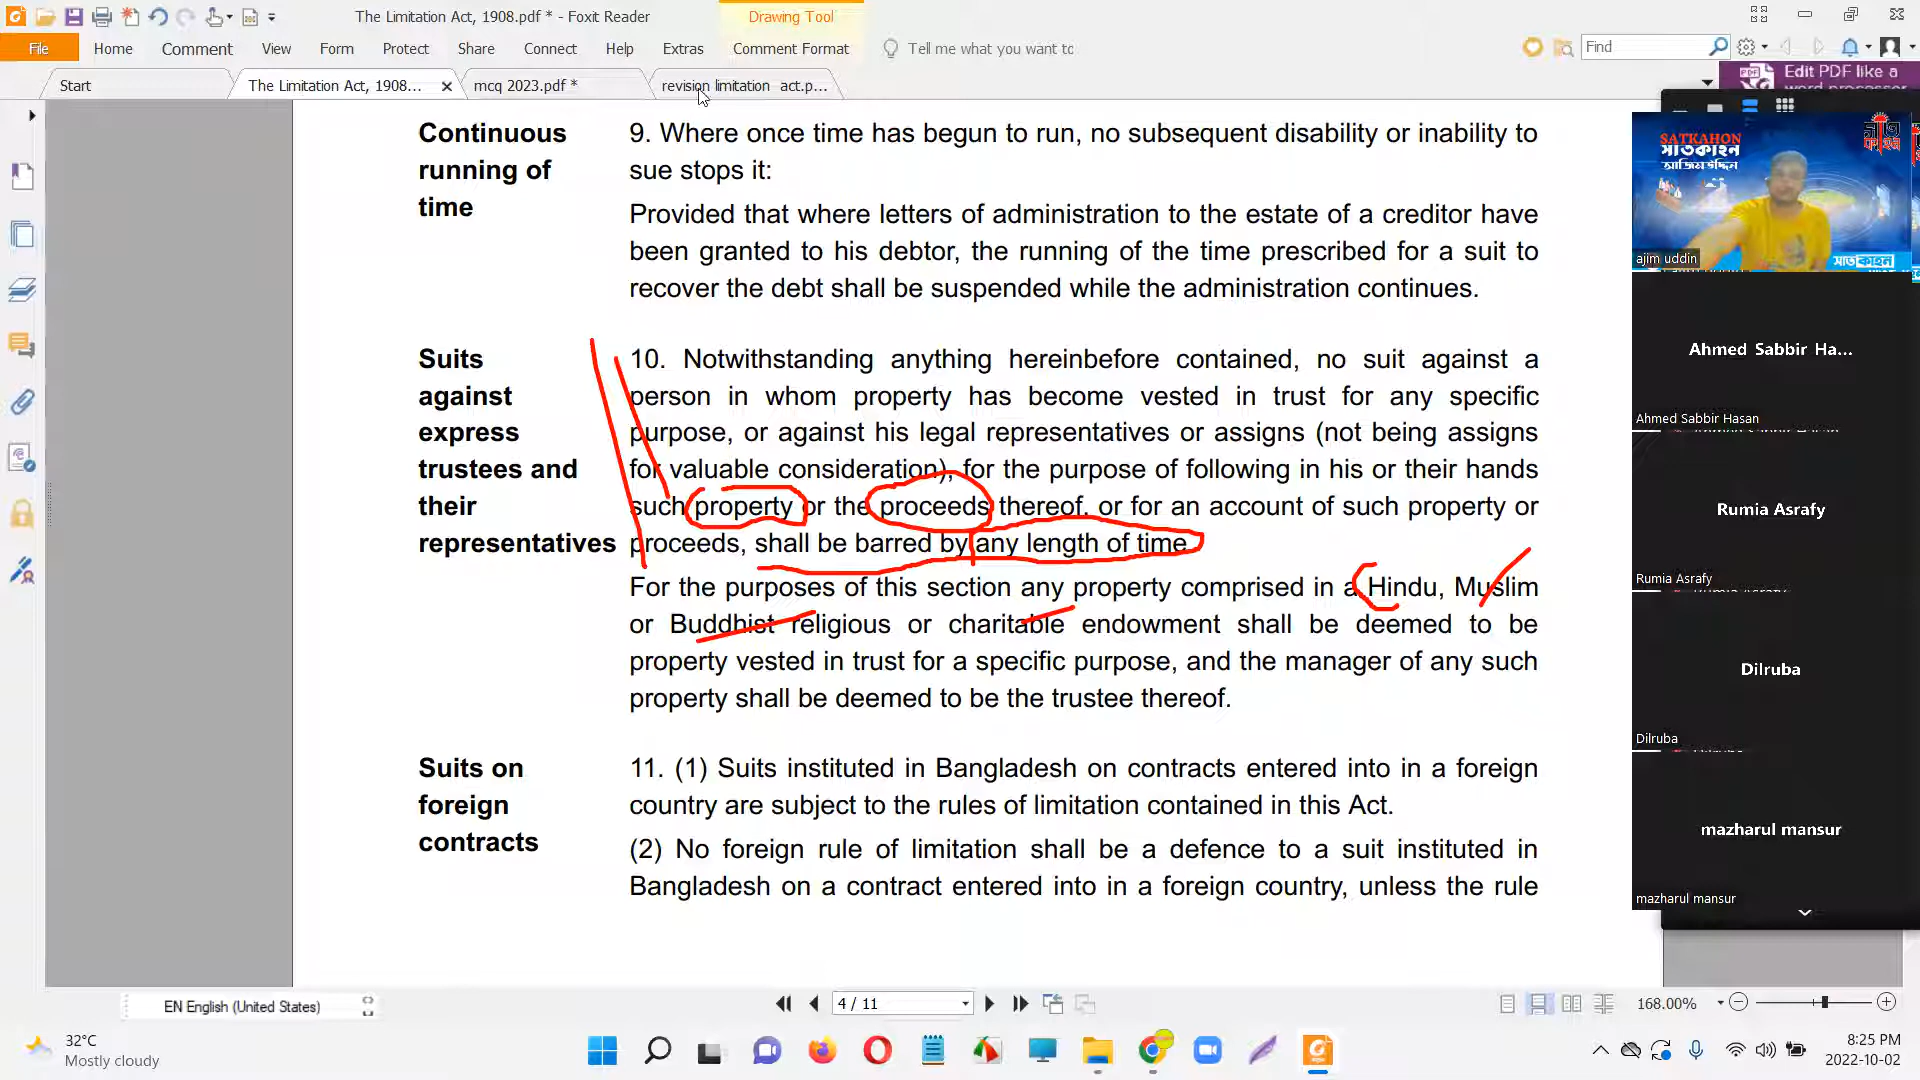 The Limitation Act, 1908.pdf * - Foxit Reader
Drawing Tool
File
Home
Comment
View
Form
Protect
Share
Connect
Help
Extras
Comment Format
Tell me what you want to
Find
Start
The Limitation Act, 1908...
mcq 2023.pdf *
revision limitation act.p...
Edit PDF like a
word processor
Continuous
running of
time
9. Where once time has begun to run, no subsequent disability or inability to
sue stops it:
Provided that where letters of administration to the estate of a creditor have
been granted to his debtor, the running of the time prescribed for a suit to
recover the debt shall be suspended while the administration continues.
Suits
against
express
trustees and
their
representatives
10. Notwithstanding anything hereinbefore contained, no suit against a
person in whom property has become vested in trust for any specific
purpose, or against his legal representatives or assigns (not being assigns
for valuable consideration), for the purpose of following in his or their hands
such property or the proceeds thereof, or for an account of such property or
proceeds, shall be barred by any length of time.
For the purposes of this section any property comprised in a Hindu, Muslim
or Buddhist religious or charitable endowment shall be deemed to be
property vested in trust for a specific purpose, and the manager of any such
property shall be deemed to be the trustee thereof.
Suits on
foreign
contracts
11. (1) Suits instituted in Bangladesh on contracts entered into in a foreign
country are subject to the rules of limitation contained in this Act.
(2) No foreign rule of limitation shall be a defence to a suit instituted in
Bangladesh on a contract entered into in a foreign country, unless the rule
SATKAHON
সাতকাহন
আজিম উদ্দিন
সাতকাহন
ajim uddin
Ahmed Sabbir Ha...
Ahmed Sabbir Hasan
Rumia Asrafy
Rumia Asrafy
Dilruba
Dilruba
mazharul mansur
mazharul mansur
EN English (United States)
4 / 11
168.00%
32°C
Mostly cloudy
8:25 PM
2022-10-02